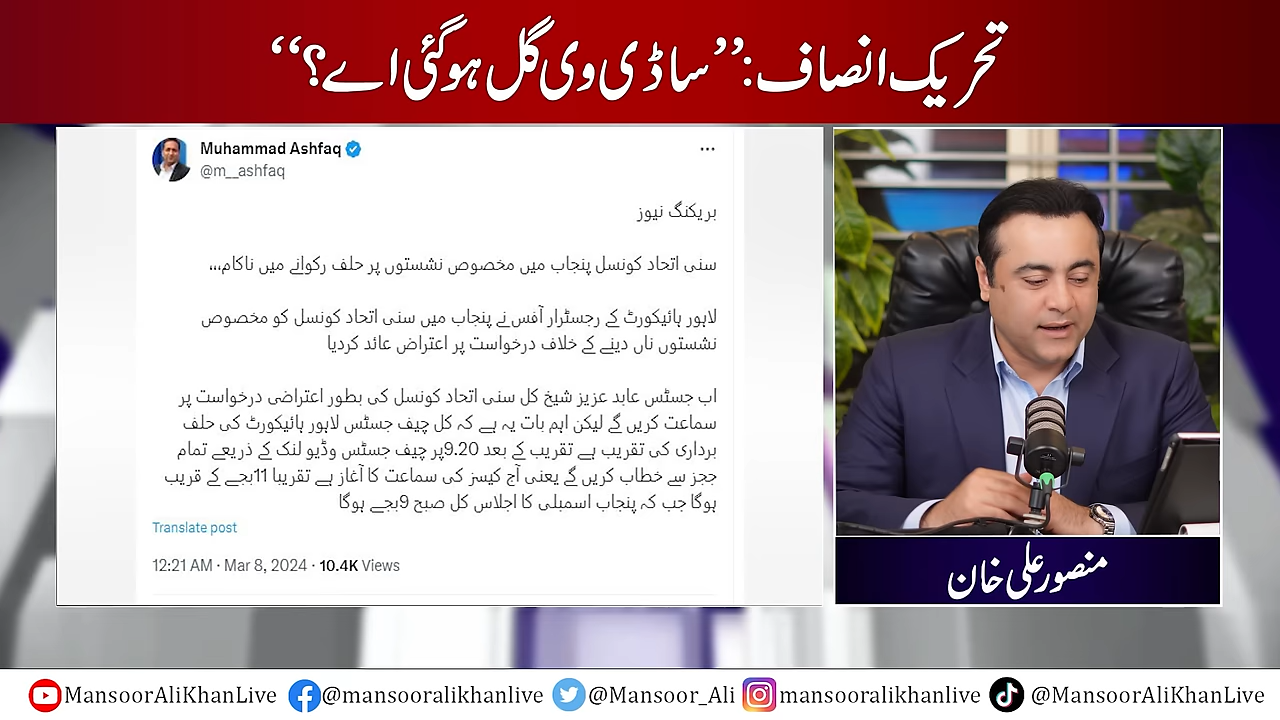 تحریک انصاف: ’’ساڈی وی گل ہوگئی اے؟‘‘
Muhammad Ashfaq
@m__ashfaq
بریکنگ نیوز
سنی اتحاد کونسل پنجاب میں مخصوص نشستوں پر حلف رکوانے میں ناکام،،،
لاہور ہائیکورٹ کے رجسٹرار آفس نے پنجاب میں سنی اتحاد کونسل کو مخصوص
نشستوں ناں دینے کے خلاف درخواست پر اعتراض عائد کردیا
اب جسٹس عابد عزیز شیخ کل سنی اتحاد کونسل کی بطور اعتراضی درخواست پر
سماعت کریں گے لیکن اہم بات یہ ہے کہ کل چیف جسٹس لاہور ہائیکورٹ کی حلف
برداری کی تقریب ہے تقریب کے بعد 9.20پر چیف جسٹس وڈیو لنک کے ذریعے تمام
ججز سے خطاب کریں گے یعنی آج کیسز کی سماعت کا آغاز ہے تقریبا 11بجے کے قریب
ہوگا جب کہ پنجاب اسمبلی کا اجلاس کل صبح 9بجے ہوگا
Translate post
12:21 AM · Mar 8, 2024 · 10.4K Views
منصور علی خان
MansoorAliKhanLive @mansooralikhanlive @Mansoor_Ali mansooralikhanlive @MansoorAliKhanLive